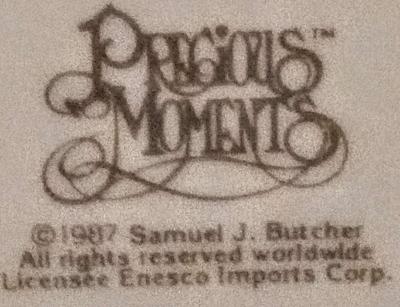 PRECIOUS™
MOMENTS
©1987 Samuel J. Butcher
All rights reserved worldwide
Licensee Enesco Imports Corp.